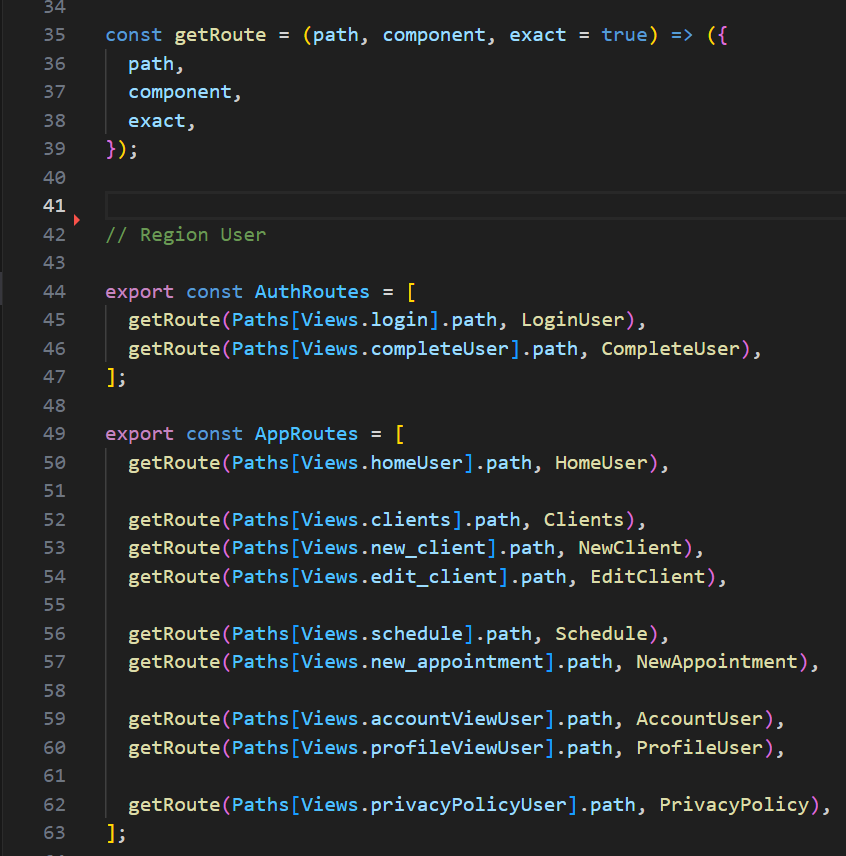 34
35 const getRoute = (path, component, exact = true) => ({
36   path,
37   component,
38   exact,
39 });
40
41
42 // Region User
43
44 export const AuthRoutes = [
45   getRoute(Paths[Views.login].path, LoginUser),
46   getRoute(Paths[Views.completeUser].path, CompleteUser),
47 ];
48
49 export const AppRoutes = [
50   getRoute(Paths[Views.homeUser].path, HomeUser),
51
52   getRoute(Paths[Views.clients].path, Clients),
53   getRoute(Paths[Views.new_client].path, NewClient),
54   getRoute(Paths[Views.edit_client].path, EditClient),
55
56   getRoute(Paths[Views.schedule].path, Schedule),
57   getRoute(Paths[Views.new_appointment].path, NewAppointment),
58
59   getRoute(Paths[Views.accountViewUser].path, AccountUser),
60   getRoute(Paths[Views.profileViewUser].path, ProfileUser),
61
62   getRoute(Paths[Views.privacyPolicyUser].path, PrivacyPolicy),
63 ];